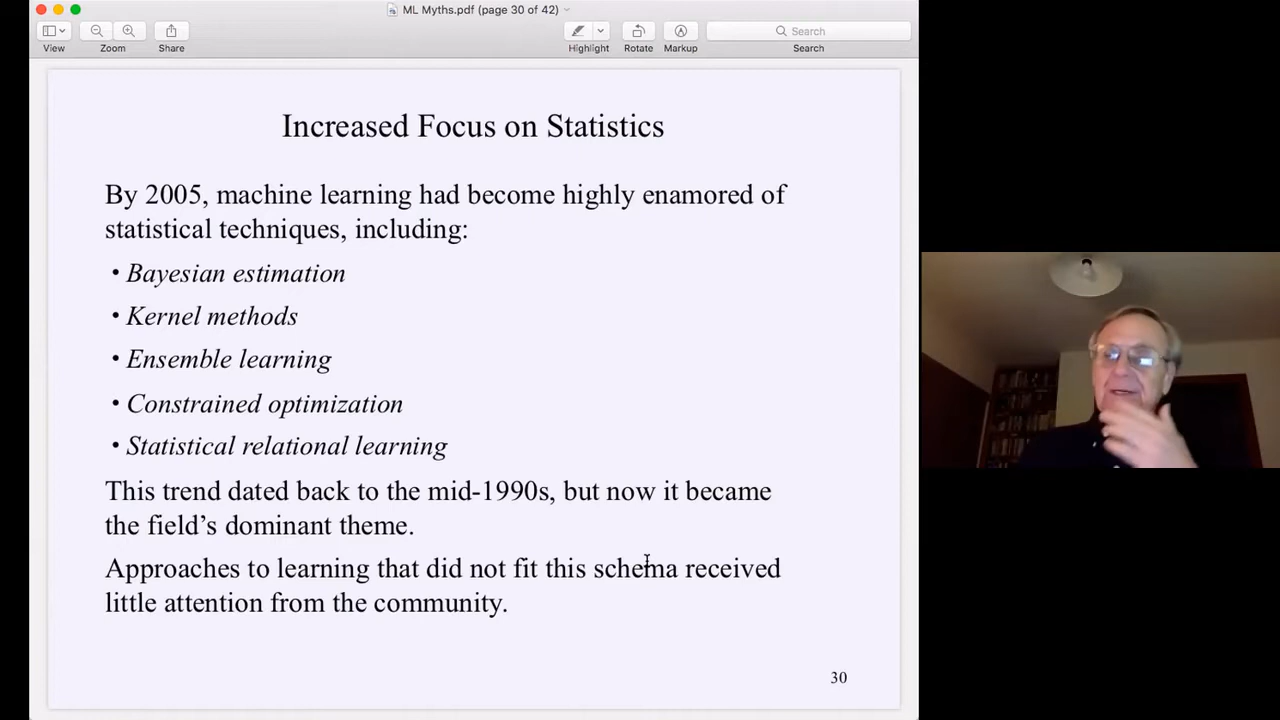 ML Myths.pdf (page 30 of 42)
View
Zoom
Share
Highlight
Rotate
Markup
Search
Search
Increased Focus on Statistics
By 2005, machine learning had become highly enamored of
statistical techniques, including:
• Bayesian estimation
• Kernel methods
• Ensemble learning
• Constrained optimization
• Statistical relational learning
This trend dated back to the mid-1990s, but now it became
the field’s dominant theme.
Approaches to learning that did not fit this schema received
little attention from the community.
30